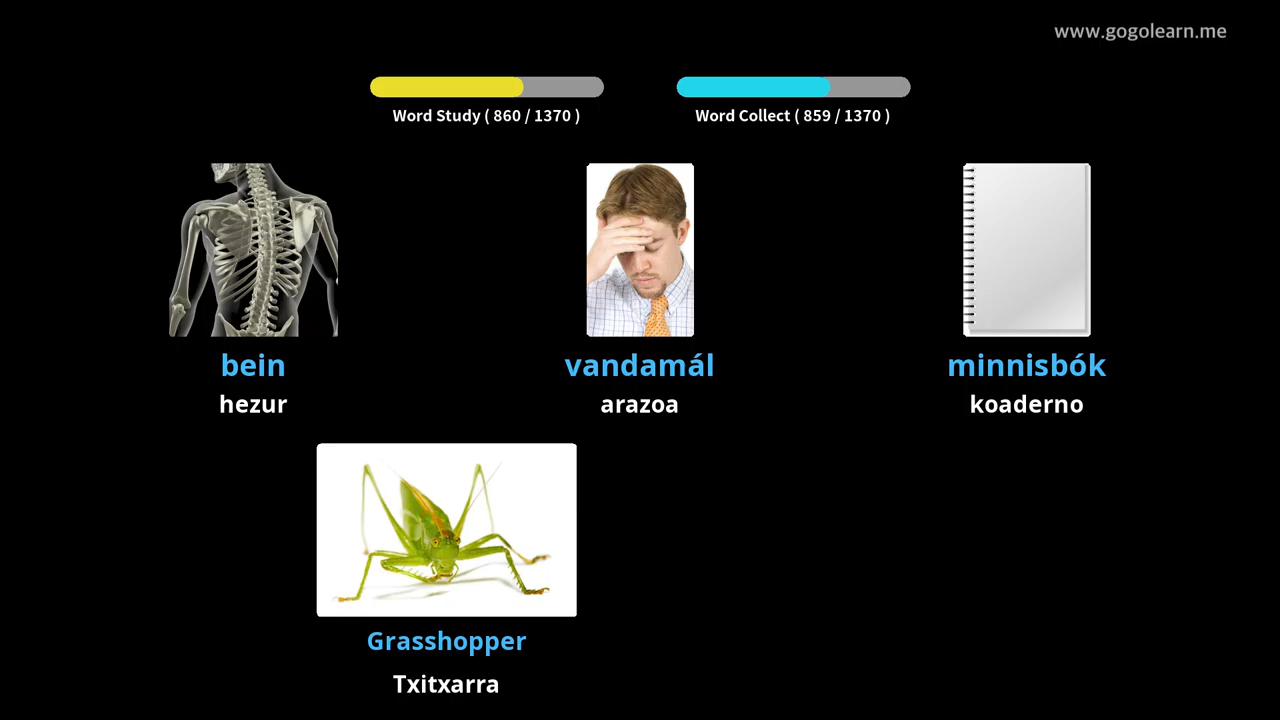 www.gogolearn.me
Word Study ( 860 / 1370 )
Word Collect ( 859 / 1370 )
bein
hezur
vandamál
arazoa
minnisbók
koaderno
Grasshopper
Txitxarra